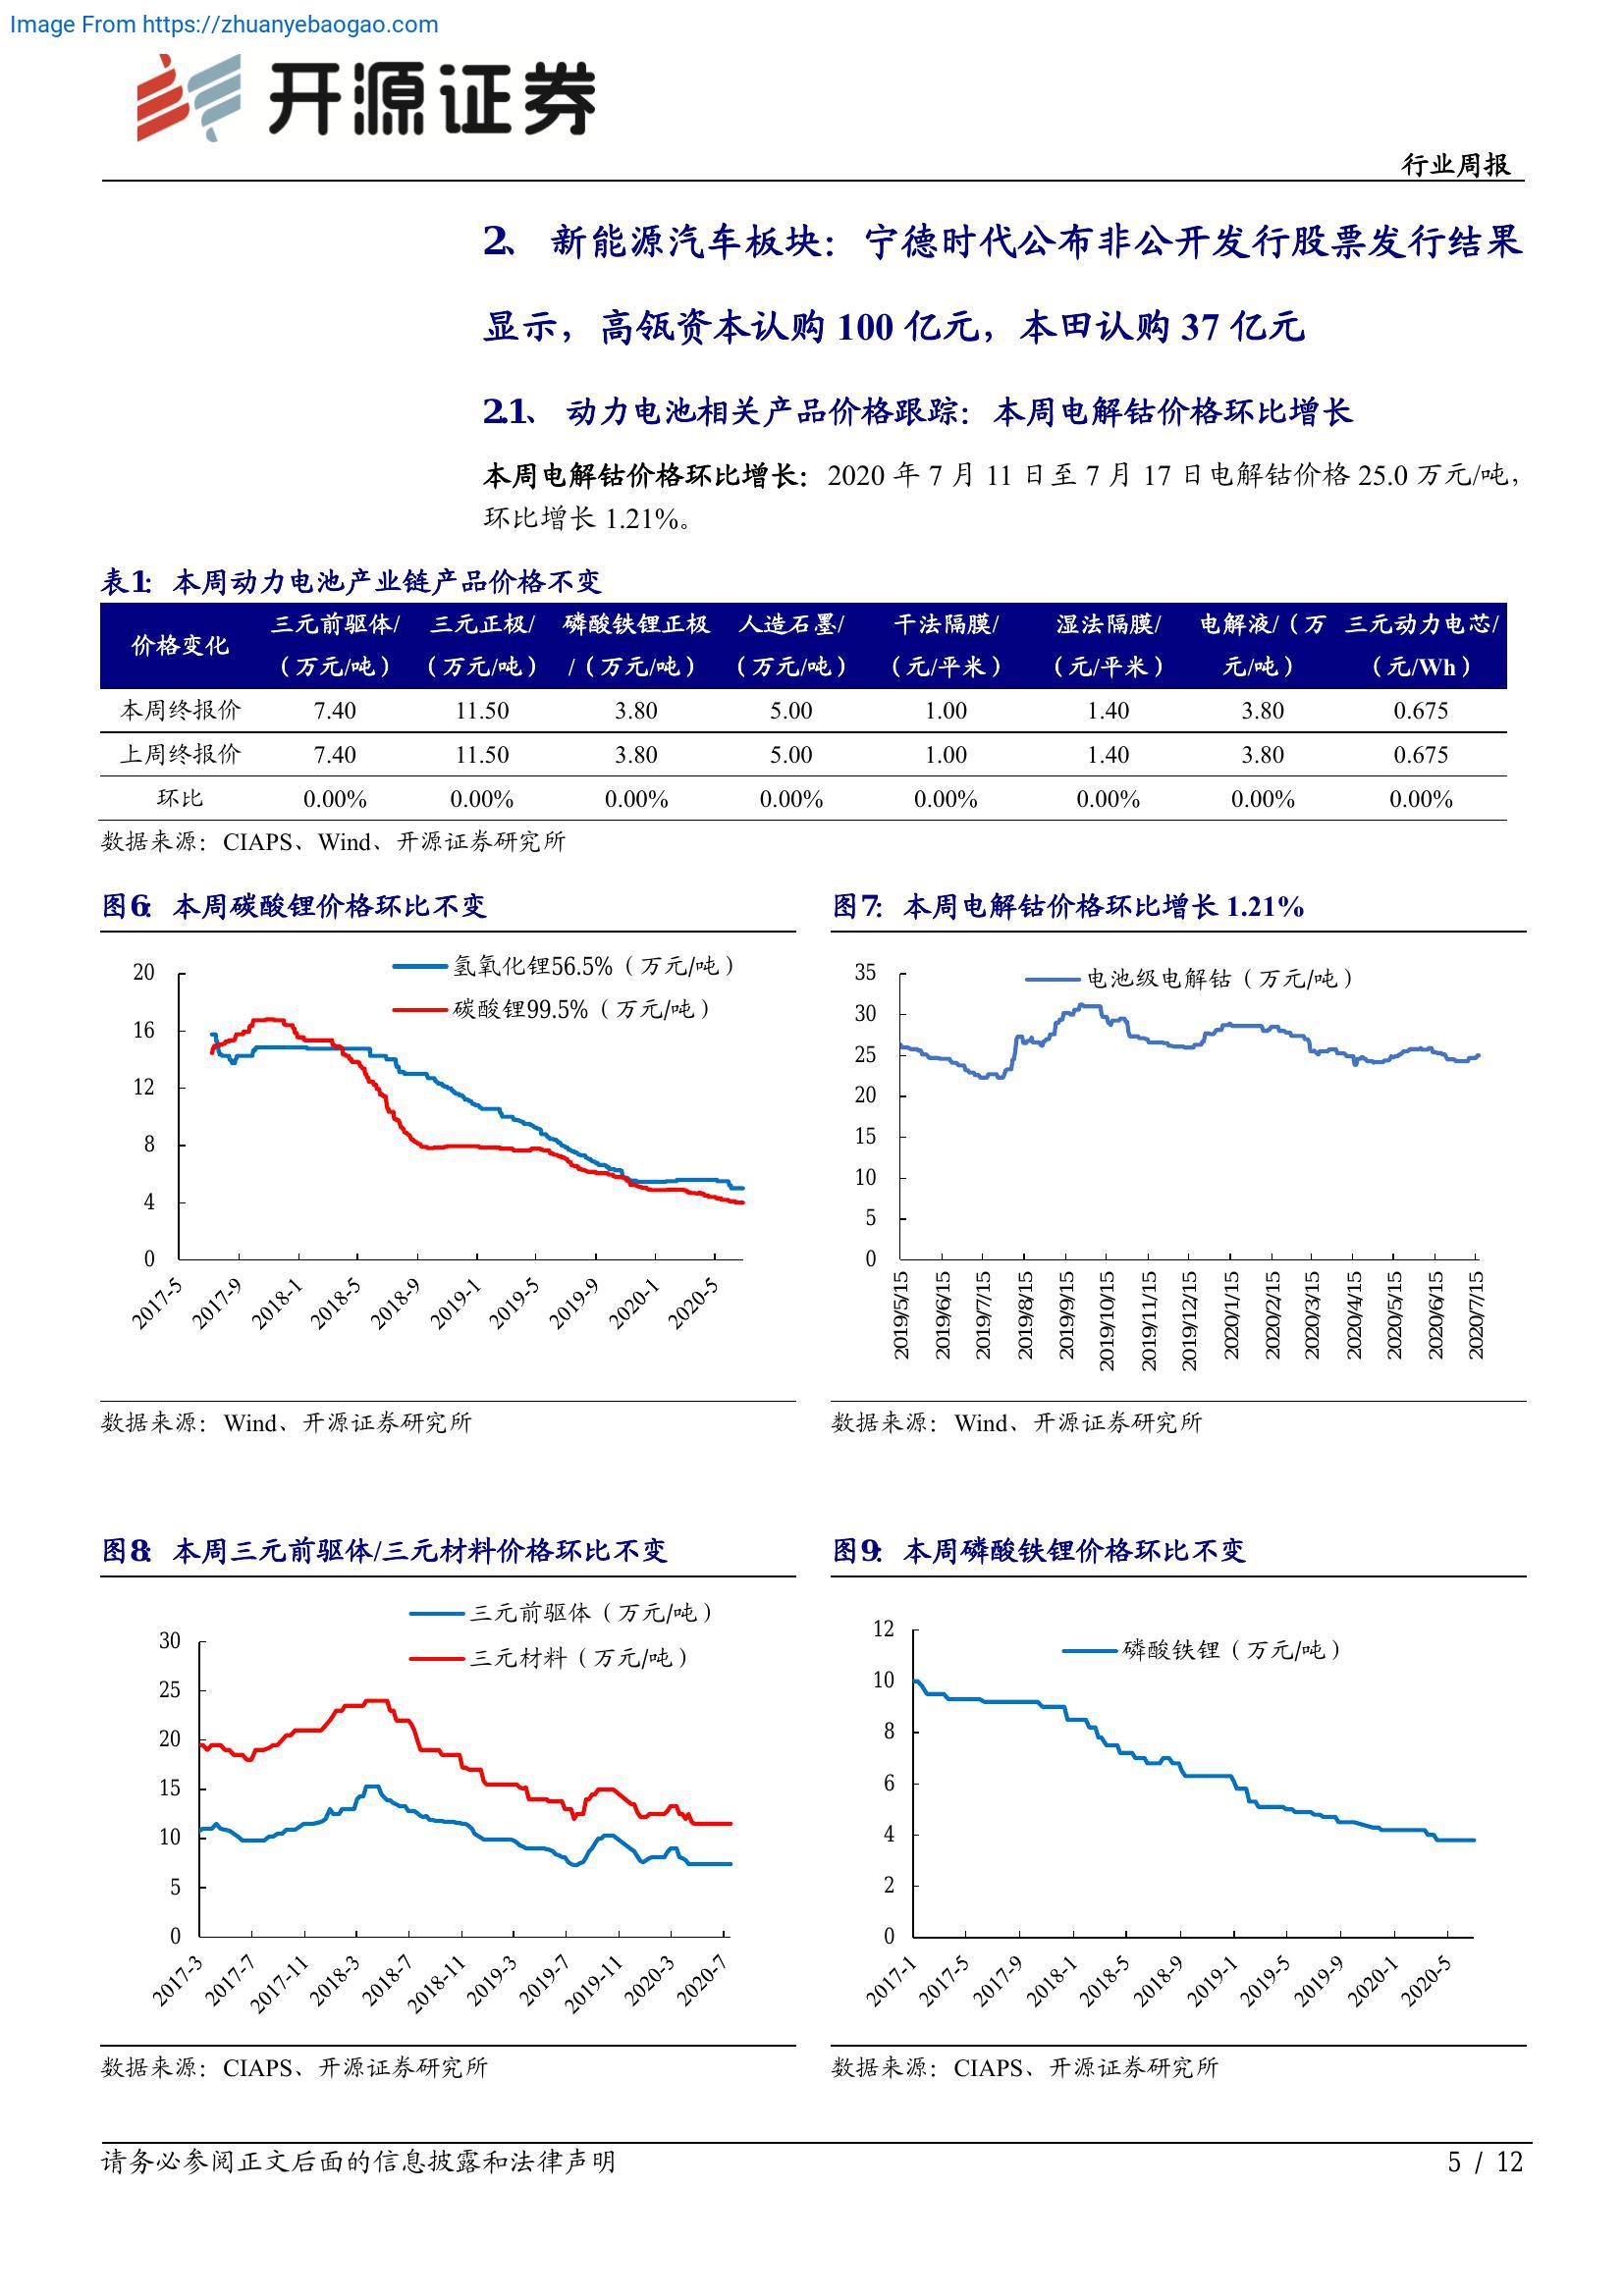 Image From https://zhuanyebaogao.com
开源证券
行业周报
2、 新能源汽车板块：宁德时代公布非公开发行股票发行结果
显示，高瓴资本认购 100 亿元，本田认购 37 亿元
2.1、 动力电池相关产品价格跟踪：本周电解钴价格环比增长
本周电解钴价格环比增长：2020 年 7 月 11 日至 7 月 17 日电解钴价格 25.0 万元/吨，
环比增长 1.21%。
表1：本周动力电池产业链产品价格不变
价格变化 三元前驱体/（万元/吨） 三元正极/（万元/吨） 磷酸铁锂正极/（万元/吨） 人造石墨/（万元/吨） 干法隔膜/（元/平米） 湿法隔膜/（元/平米） 电解液/（万元/吨） 三元动力电芯/（元/Wh）
本周终报价 7.40 11.50 3.80 5.00 1.00 1.40 3.80 0.675
上周终报价 7.40 11.50 3.80 5.00 1.00 1.40 3.80 0.675
环比 0.00% 0.00% 0.00% 0.00% 0.00% 0.00% 0.00% 0.00%
数据来源：CIAPS、Wind、开源证券研究所
图6：本周碳酸锂价格环比不变
氢氧化锂56.5%（万元/吨）
碳酸锂99.5%（万元/吨）
20
16
12
8
4
0
2017-5 2017-9 2018-1 2018-5 2018-9 2019-1 2019-5 2019-9 2020-1 2020-5
数据来源：Wind、开源证券研究所
图7：本周电解钴价格环比增长 1.21%
电池级电解钴（万元/吨）
35
30
25
20
15
10
5
0
2019/5/15 2019/6/15 2019/7/15 2019/8/15 2019/9/15 2019/10/15 2019/11/15 2019/12/15 2020/1/15 2020/2/15 2020/3/15 2020/4/15 2020/5/15 2020/6/15 2020/7/15
数据来源：Wind、开源证券研究所
图8：本周三元前驱体/三元材料价格环比不变
三元前驱体（万元/吨）
三元材料（万元/吨）
30
25
20
15
10
5
0
2017-3 2017-7 2017-11 2018-3 2018-7 2018-11 2019-3 2019-7 2019-11 2020-3 2020-7
数据来源：CIAPS、开源证券研究所
图9：本周磷酸铁锂价格环比不变
磷酸铁锂（万元/吨）
12
10
8
6
4
2
0
2017-1 2017-5 2017-9 2018-1 2018-5 2018-9 2019-1 2019-5 2019-9 2020-1 2020-5
数据来源：CIAPS、开源证券研究所
请务必参阅正文后面的信息披露和法律声明
5 / 12